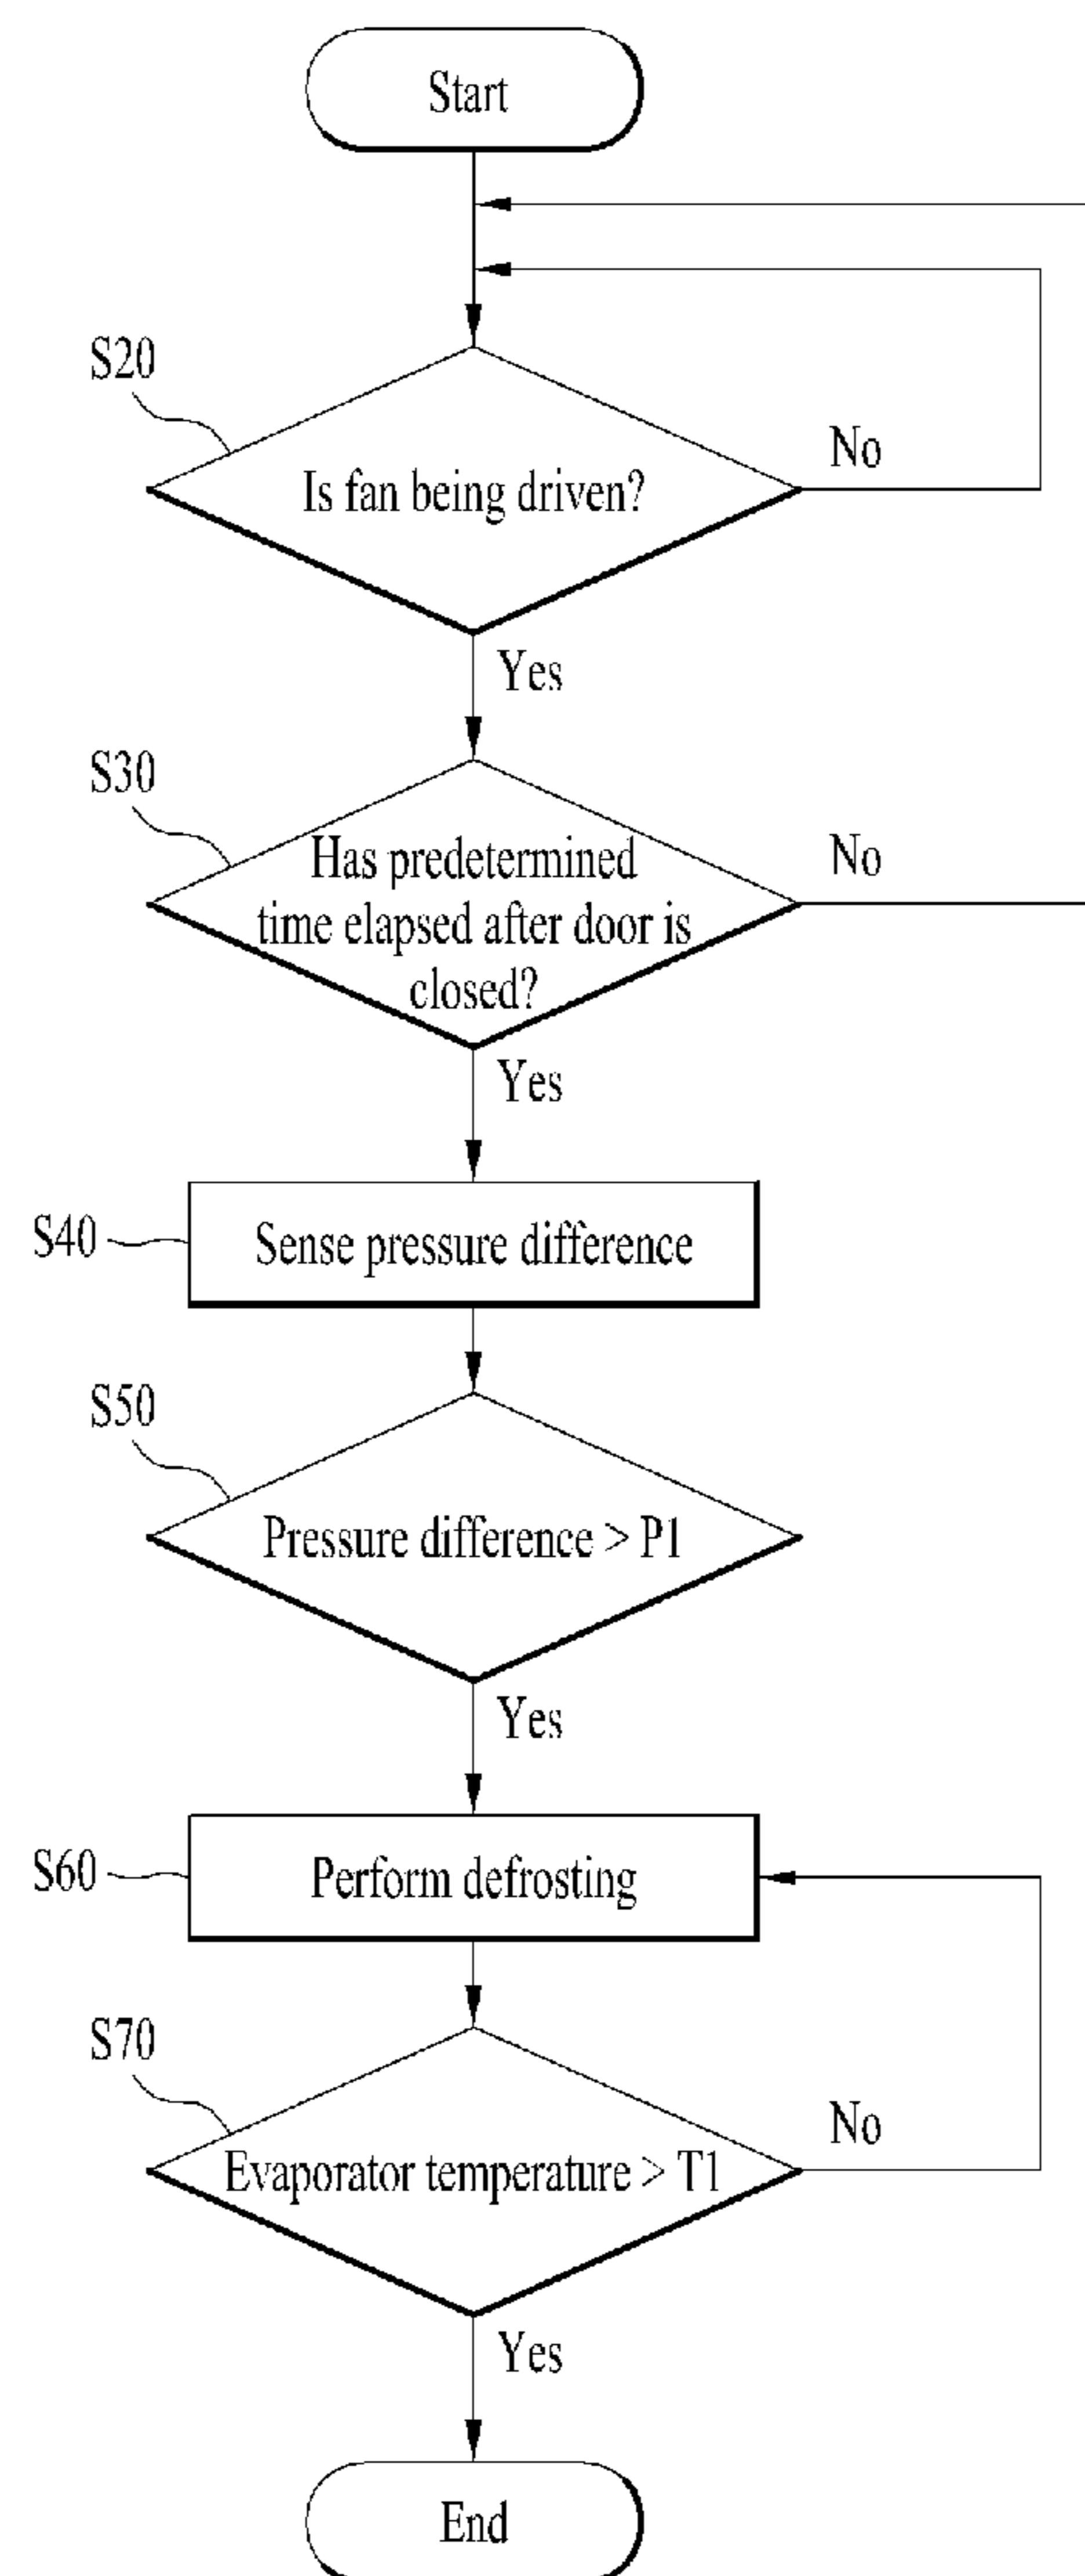 Start
S20
Is fan being driven?
No
Yes
S30
Has predetermined
time elapsed after door is
closed?
No
Yes
S40
Sense pressure difference
S50
Pressure difference > P1
Yes
S60
Perform defrosting
S70
Evaporator temperature > T1
No
Yes
End